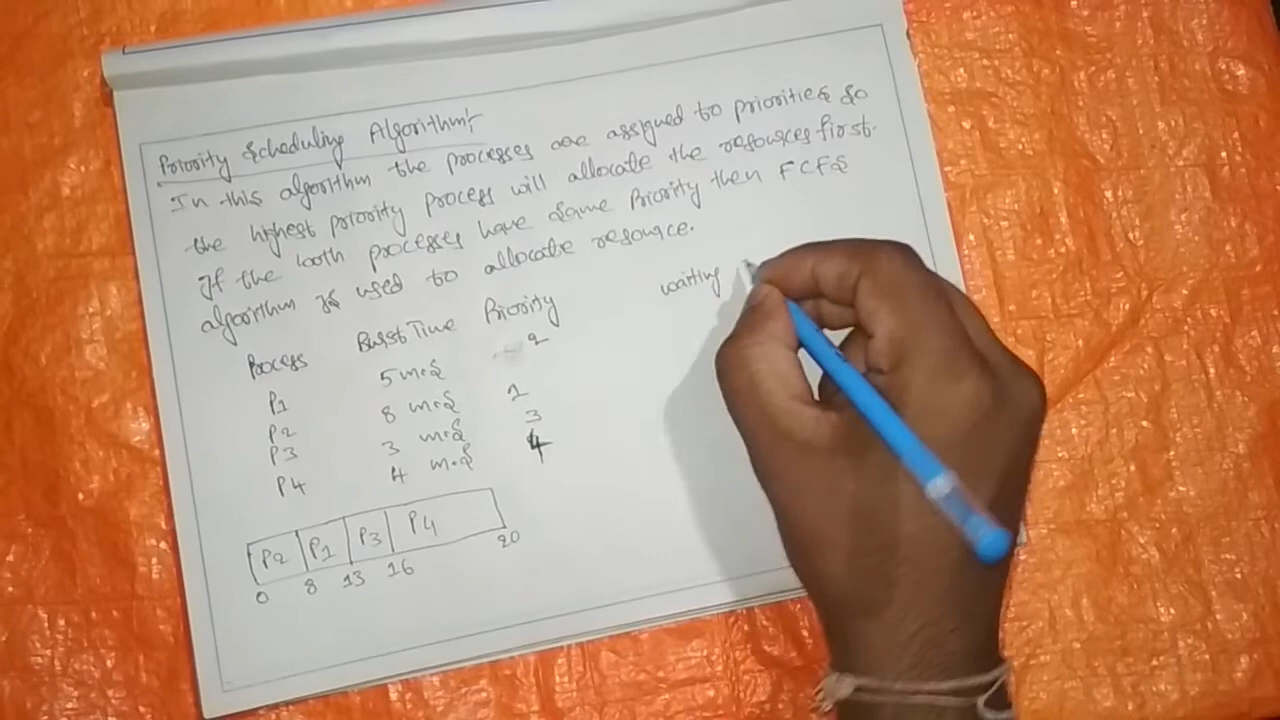 Priority Scheduling Algorithm:
In this algorithm the processes are assigned to priorities so
the highest priority process will allocate the resources first.
If the both processes have same Priority then FCFS
algorithm is used to allocate resource.
Process Burst Time Priority
P1 5 m.s 2
P2 8 m.s 1
P3 3 m.s 3
P4 4 m.s 4
P2 P1 P3 P4
0 8 13 16 20
waiting